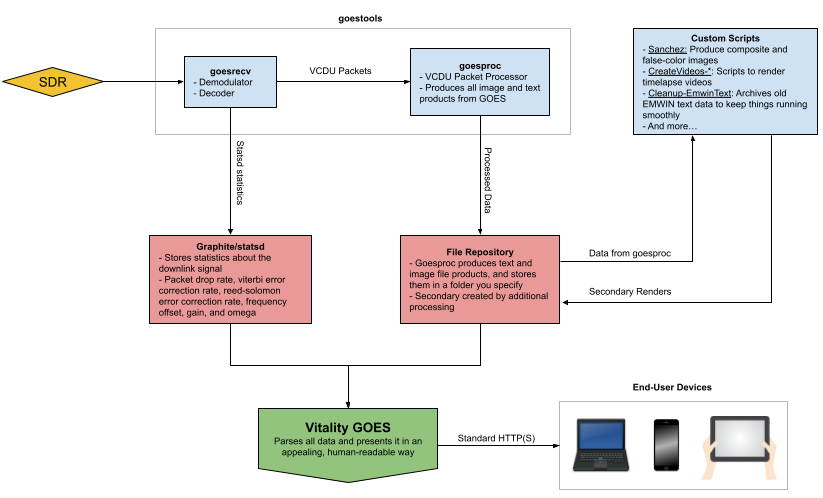 goestools
SDR
goesrecv
- Demodulator
- Decoder
VCDU Packets
goesproc
- VCDU Packet Processor
- Produces all image and text
products from GOES
Custom Scripts
- Sanchez: Produce composite and
false-color images
- CreateVideos-*: Scripts to render
timelapse videos
- Cleanup-EmwinText: Archives old
EMWIN text data to keep things running
smoothly
- And more…
Statsd statistics
Processed Data
Graphite/statsd
- Stores statistics about the
downlink signal
- Packet drop rate, viterbi error
correction rate, reed-solomon
error correction rate, frequency
offset, gain, and omega
File Repository
- Goesproc produces text and
image file products, and stores
them in a folder you specify
- Secondary created by additional
processing
Data from goesproc
Secondary Renders
Vitality GOES
Parses all data and presents it in an
appealing, human-readable way
Standard HTTP(S)
End-User Devices